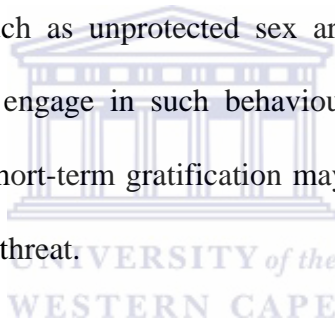 ch as unprotected sex an
engage in such behaviou
hort-term gratification may
threat.
UNIVERSITY of the
WESTERN CAPE